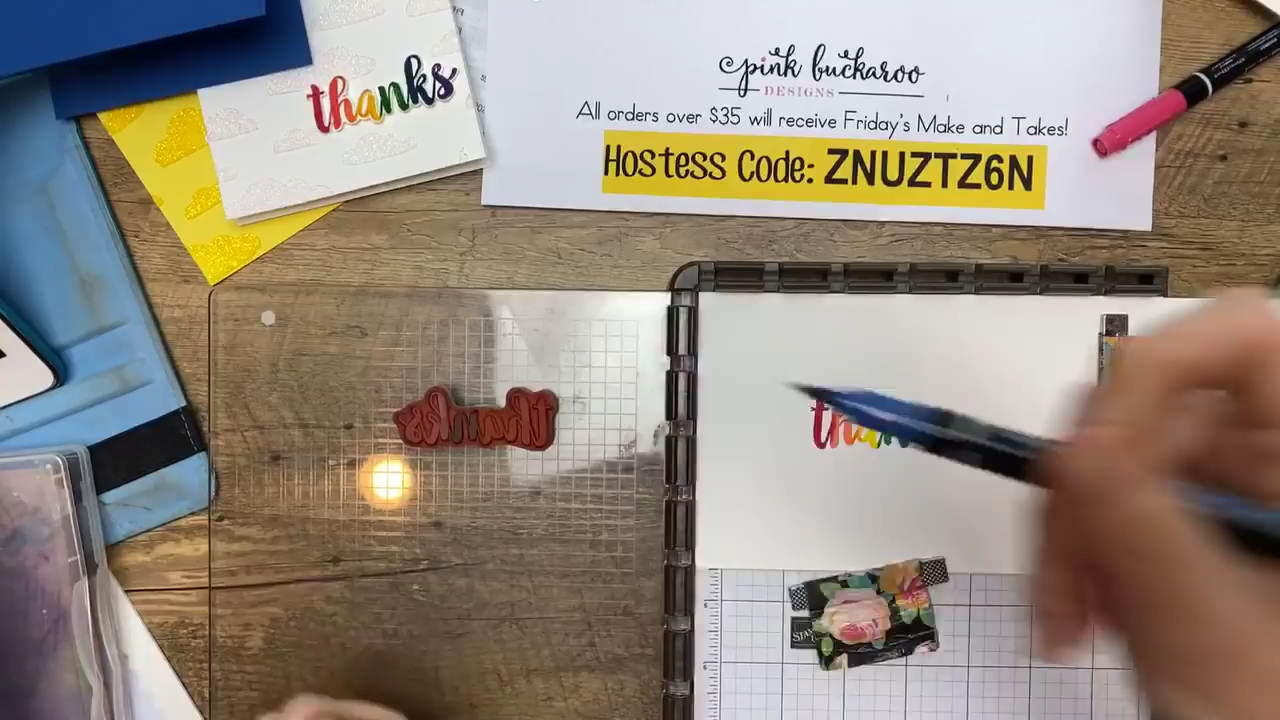 thanks
pink buckaroo
DESIGNS
All orders over $35 will receive Friday's Make and Takes!
Hostess Code: ZNUZTZ6N
thanks